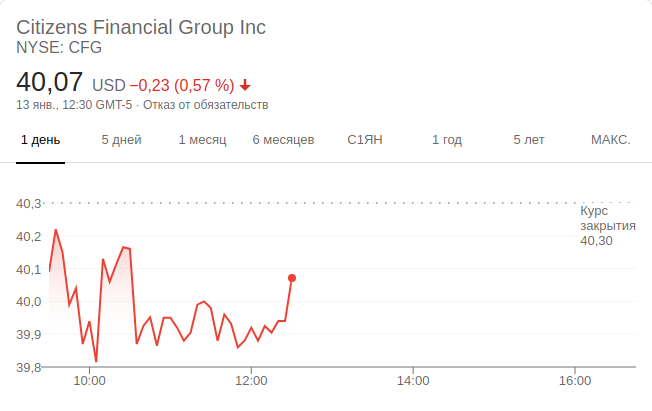 Citizens Financial Group Inc
NYSE: CFG
40,07 USD −0,23 (0,57 %)
13 янв., 12:30 GMT-5 · Отказ от обязательств
1 день 5 дней 1 месяц 6 месяцев С1ЯН 1 год 5 лет МАКС.
40,3
Курс
закрытия
40,30
40,2
40,1
40,0
39,9
39,8
10:00 12:00 14:00 16:00